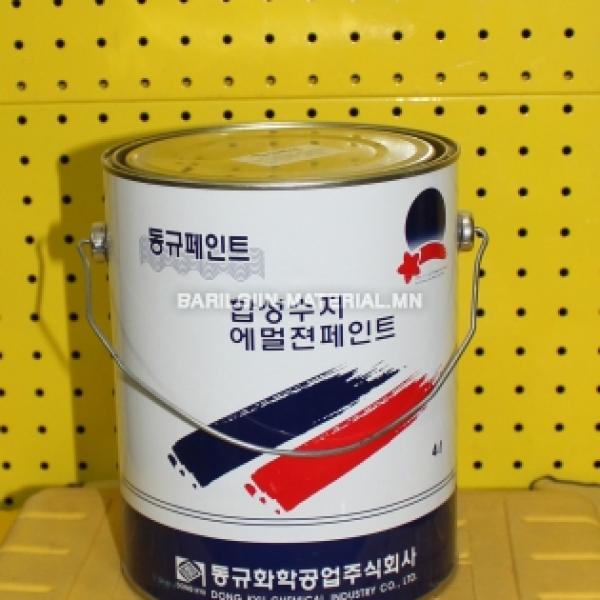 동규페인트
합성수지
BARILGIIN-MATERIAL.MN
에멀젼페인트
4ℓ
동규화학공업주식회사
DONG KYU CHEMICAL INDUSTRY CO., LTD.